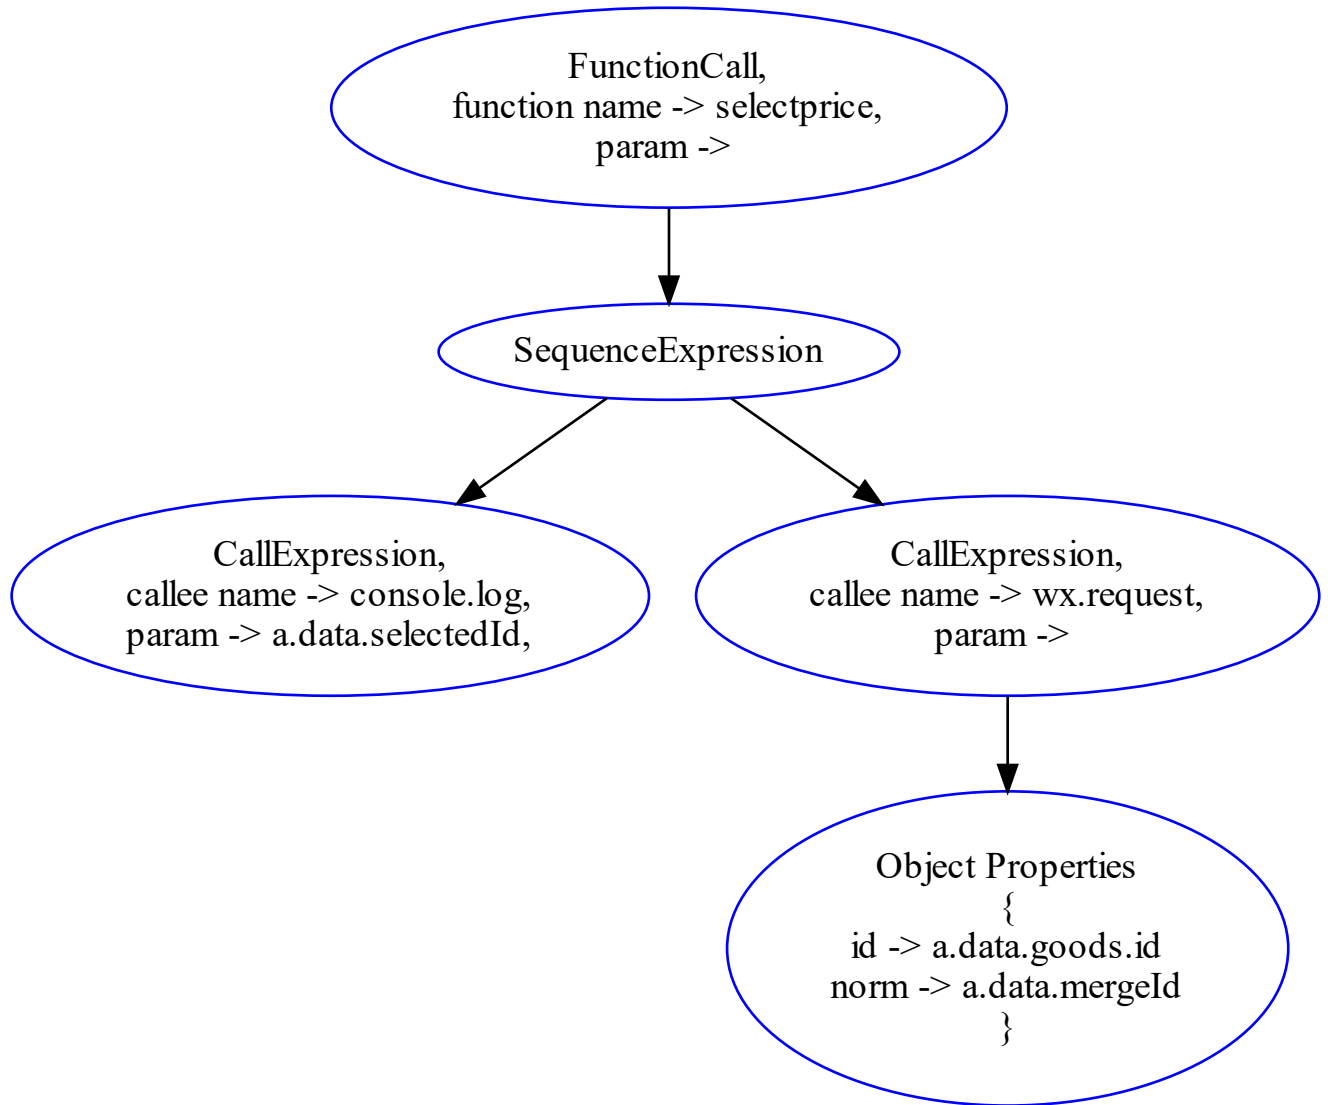 FunctionCall,
function name -> selectprice,
param ->
SequenceExpression
CallExpression,
callee name -> console.log,
param -> a.data.selectedId,
CallExpression,
callee name -> wx.request,
param ->
Object Properties
{
id -> a.data.goods.id
norm -> a.data.mergeId
}